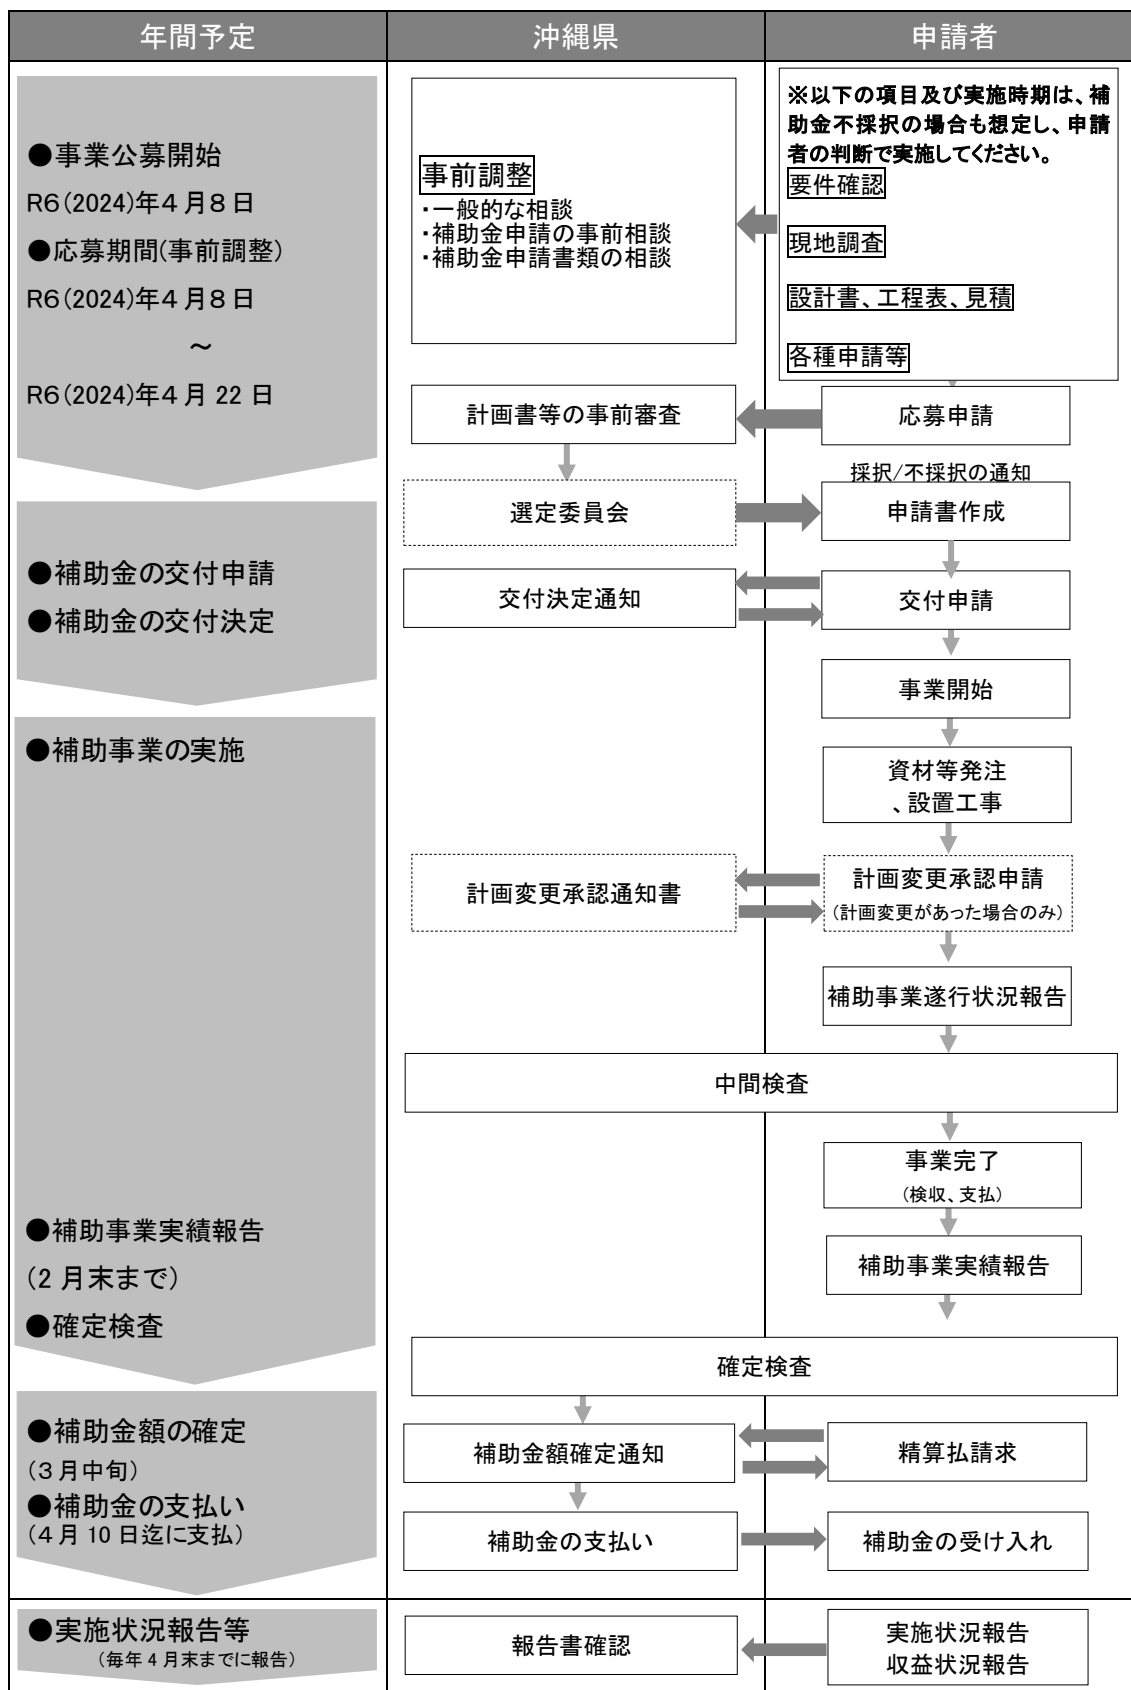 年間予定
沖縄県
申請者
●事業公募開始
R6(2024)年4月8日
●応募期間(事前調整)
R6(2024)年4月8日
～
R6(2024)年4月22日
事前調整
・一般的な相談
・補助金申請の事前相談
・補助金申請書類の相談
※以下の項目及び実施時期は、補
助金不採択の場合も想定し、申請
者の判断で実施してください。
要件確認
現地調査
設計書、工程表、見積
各種申請等
計画書等の事前審査
応募申請
採択/不採択の通知
選定委員会
申請書作成
●補助金の交付申請
●補助金の交付決定
交付決定通知
交付申請
事業開始
●補助事業の実施
資材等発注
、設置工事
計画変更承認通知書
計画変更承認申請
(計画変更があった場合のみ)
補助事業遂行状況報告
中間検査
事業完了
(検収、支払)
●補助事業実績報告
(2月末まで)
●確定検査
補助事業実績報告
確定検査
●補助金額の確定
(3月中旬)
●補助金の支払い
(4月10日迄に支払)
補助金額確定通知
精算払請求
補助金の支払い
補助金の受け入れ
●実施状況報告等
(毎年4月末までに報告)
報告書確認
実施状況報告
収益状況報告